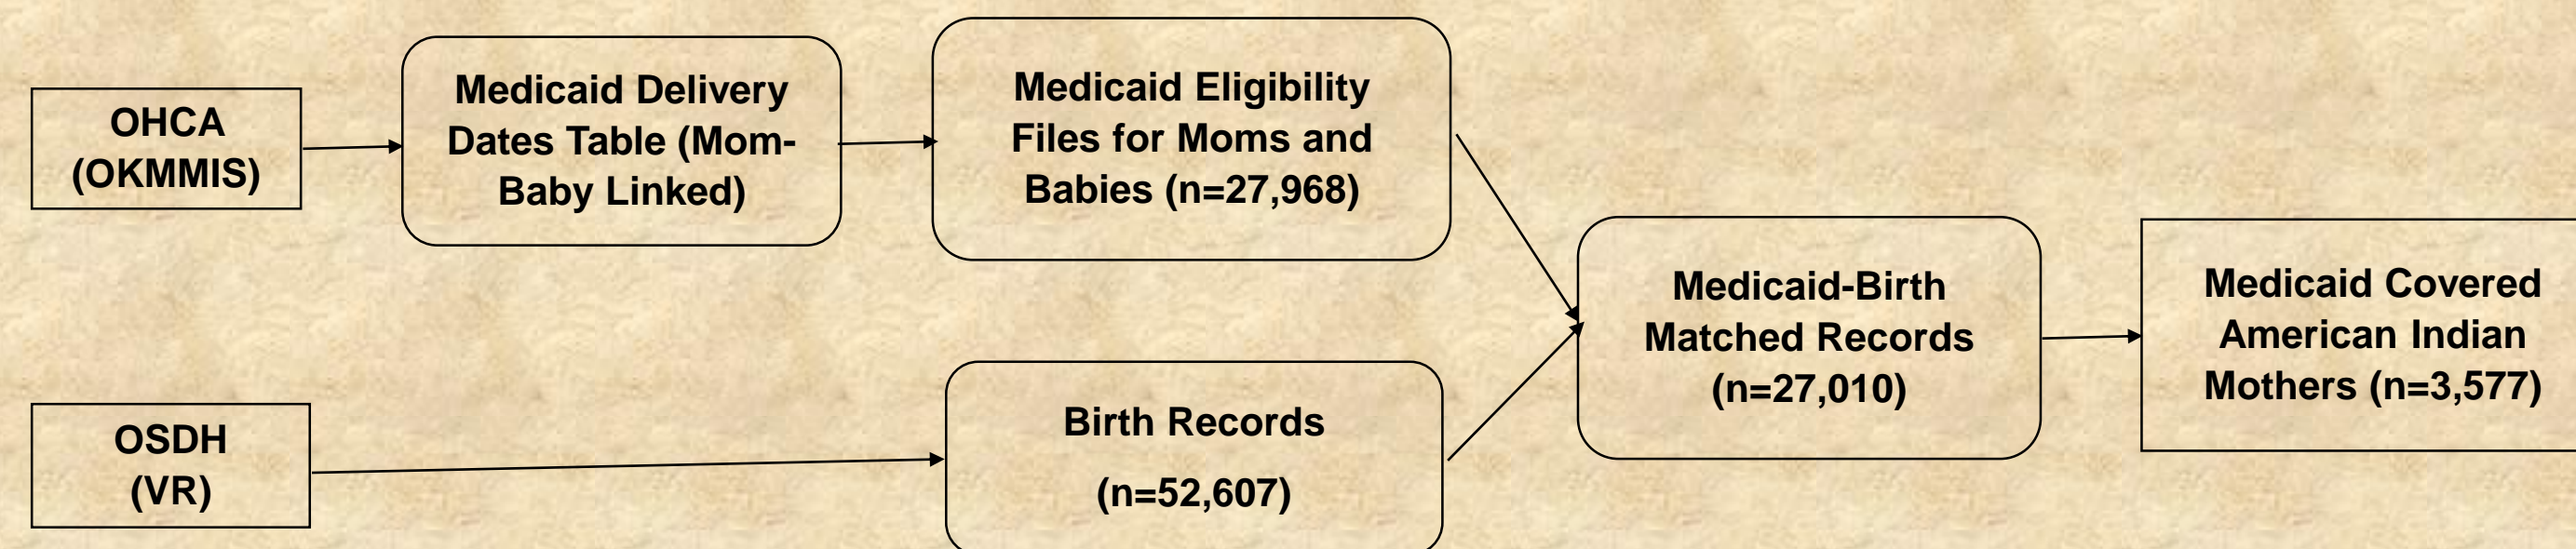 OHCA
(OKMMIS)
Medicaid Delivery
Dates Table (Mom-
Baby Linked)
Medicaid Eligibility
Files for Moms and
Babies (n=27,968)
OSDH
(VR)
Birth Records
(n=52,607)
Medicaid-Birth
Matched Records
(n=27,010)
Medicaid Covered
American Indian
Mothers (n=3,577)